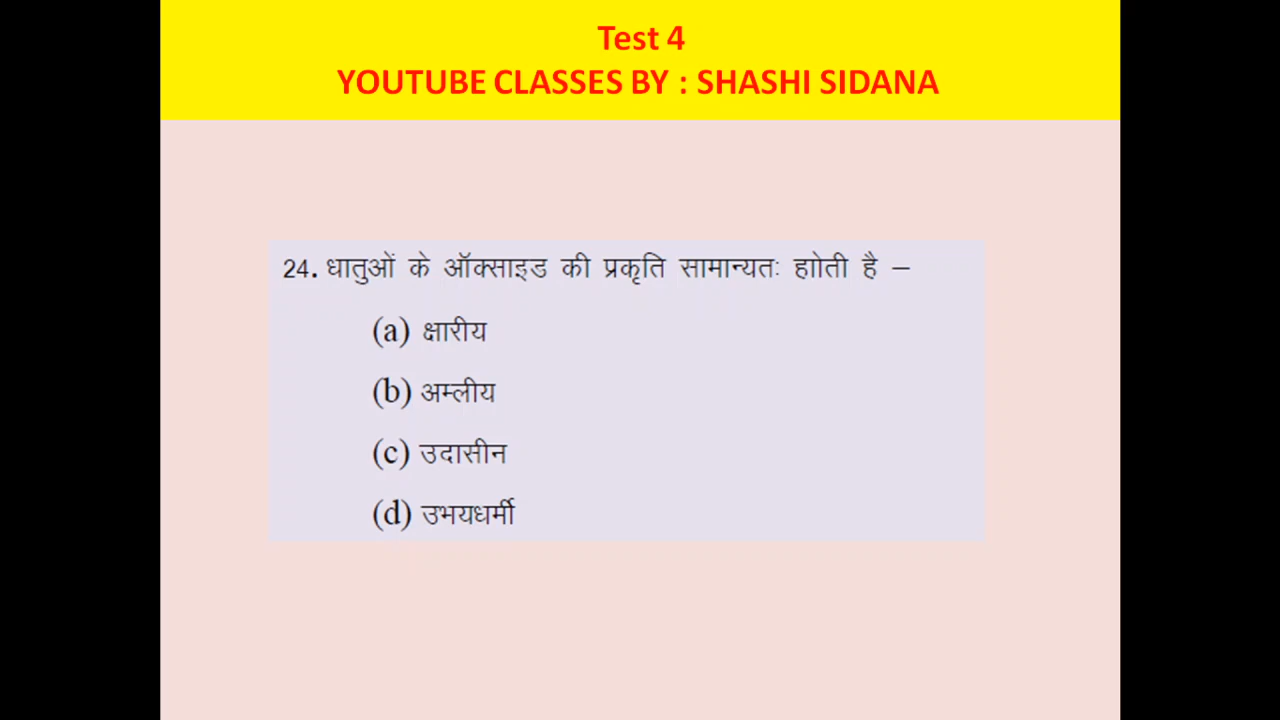 Test 4
YOUTUBE CLASSES BY : SHASHI SIDANA
24. धातुओं के ऑक्साइड की प्रकृति सामान्यतः हाोती है –
(a) क्षारीय
(b) अम्लीय
(c) उदासीन
(d) उभयधर्मी